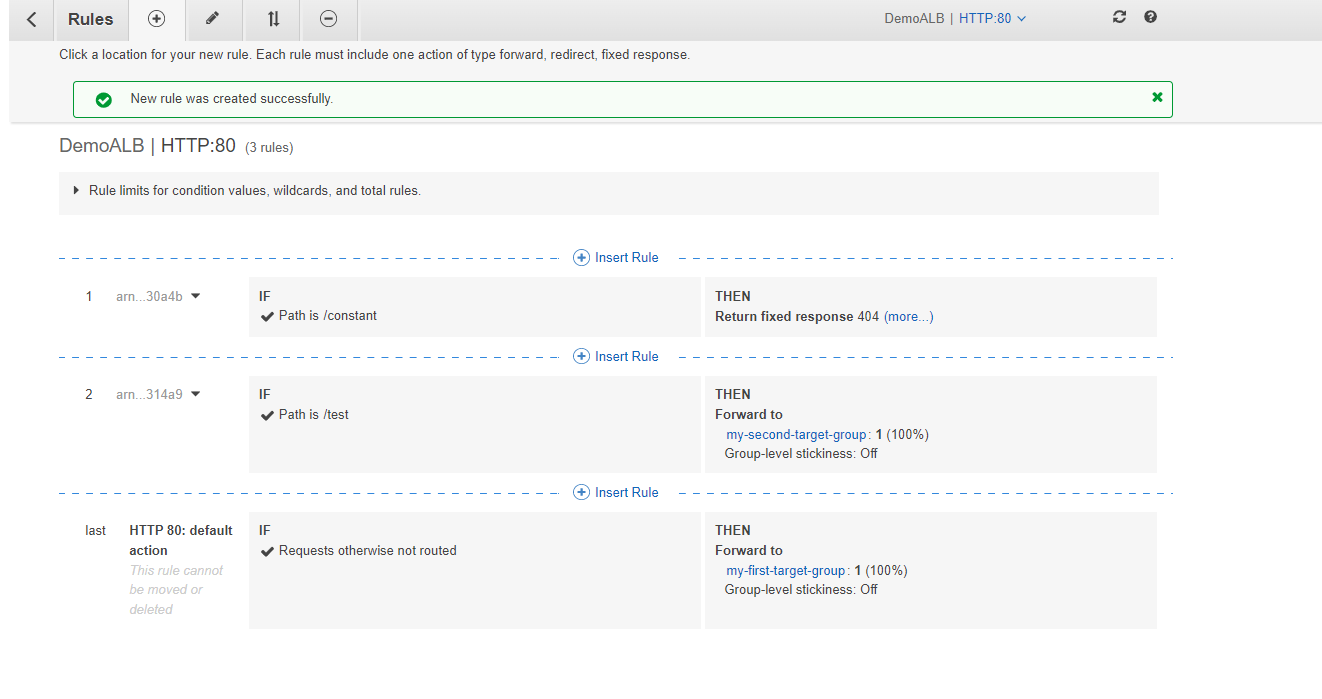 Rules
DemoALB | HTTP:80
Click a location for your new rule. Each rule must include one action of type forward, redirect, fixed response.
New rule was created successfully.
DemoALB | HTTP:80 (3 rules)
Rule limits for condition values, wildcards, and total rules.
Insert Rule
1 arn...30a4b
IF
Path is /constant
THEN
Return fixed response 404 (more...)
Insert Rule
2 arn...314a9
IF
Path is /test
THEN
Forward to
my-second-target-group: 1 (100%)
Group-level stickiness: Off
Insert Rule
last
HTTP 80: default
action
This rule cannot
be moved or
deleted
IF
Requests otherwise not routed
THEN
Forward to
my-first-target-group: 1 (100%)
Group-level stickiness: Off